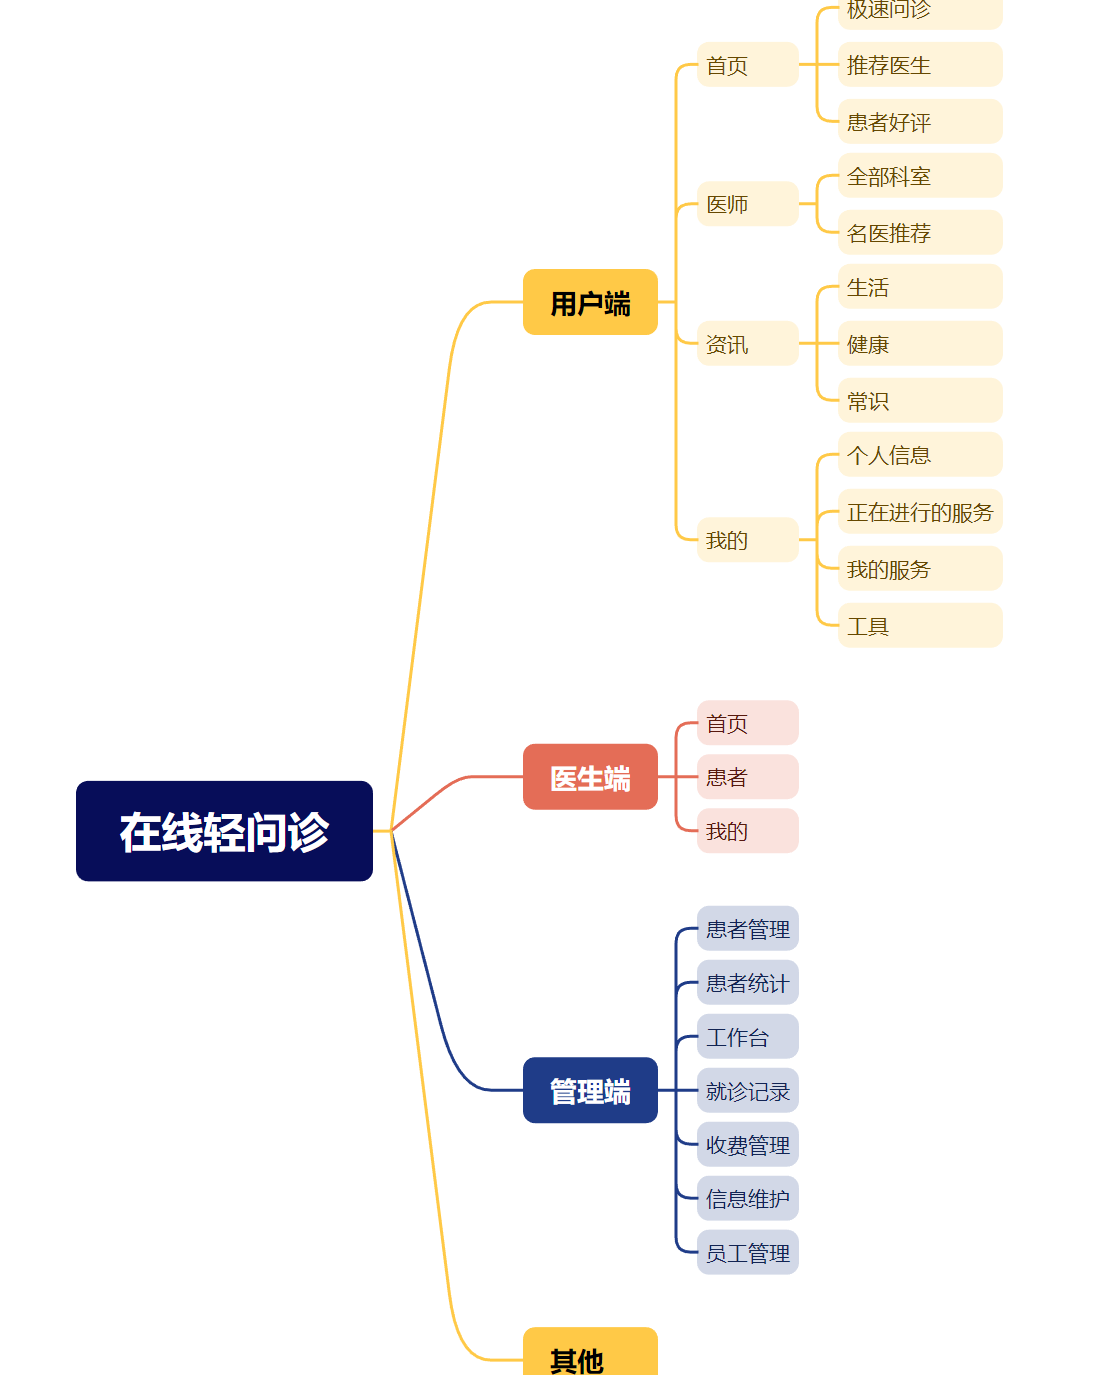 在线轻问诊
用户端
首页
极速问诊
推荐医生
患者好评
医师
全部科室
名医推荐
资讯
生活
健康
常识
我的
个人信息
正在进行的服务
我的服务
工具
医生端
首页
患者
我的
管理端
患者管理
患者统计
工作台
就诊记录
收费管理
信息维护
员工管理
其他